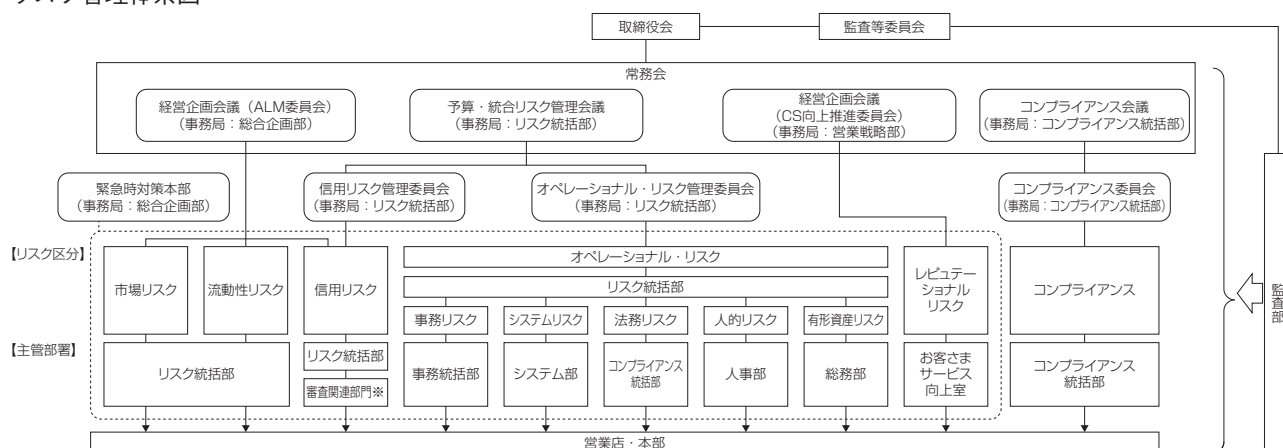 取締役会
監査等委員会
常務会
経営企画会議（ALM委員会）
（事務局：総合企画部）
予算・統合リスク管理会議
（事務局：リスク統括部）
経営企画会議
（CS向上推進委員会）
（事務局：営業戦略部）
コンプライアンス会議
（事務局：コンプライアンス統括部）
緊急時対策本部
（事務局：総合企画部）
信用リスク管理委員会
（事務局：リスク統括部）
オペレーショナル・リスク管理委員会
（事務局：リスク統括部）
コンプライアンス委員会
（事務局：コンプライアンス統括部）
【リスク区分】
市場リスク
流動性リスク
信用リスク
オペレーショナル・リスク
リスク統括部
事務リスク
システムリスク
法務リスク
人的リスク
有形資産リスク
レピュテー
ショナル
リスク
コンプライアンス
監査部
【主管部署】
リスク統括部
リスク統括部
審査関連部門※
事務統括部
システム部
コンプライアンス
統括部
人事部
総務部
お客さま
サービス
向上室
コンプライアンス
統括部
営業店・本部